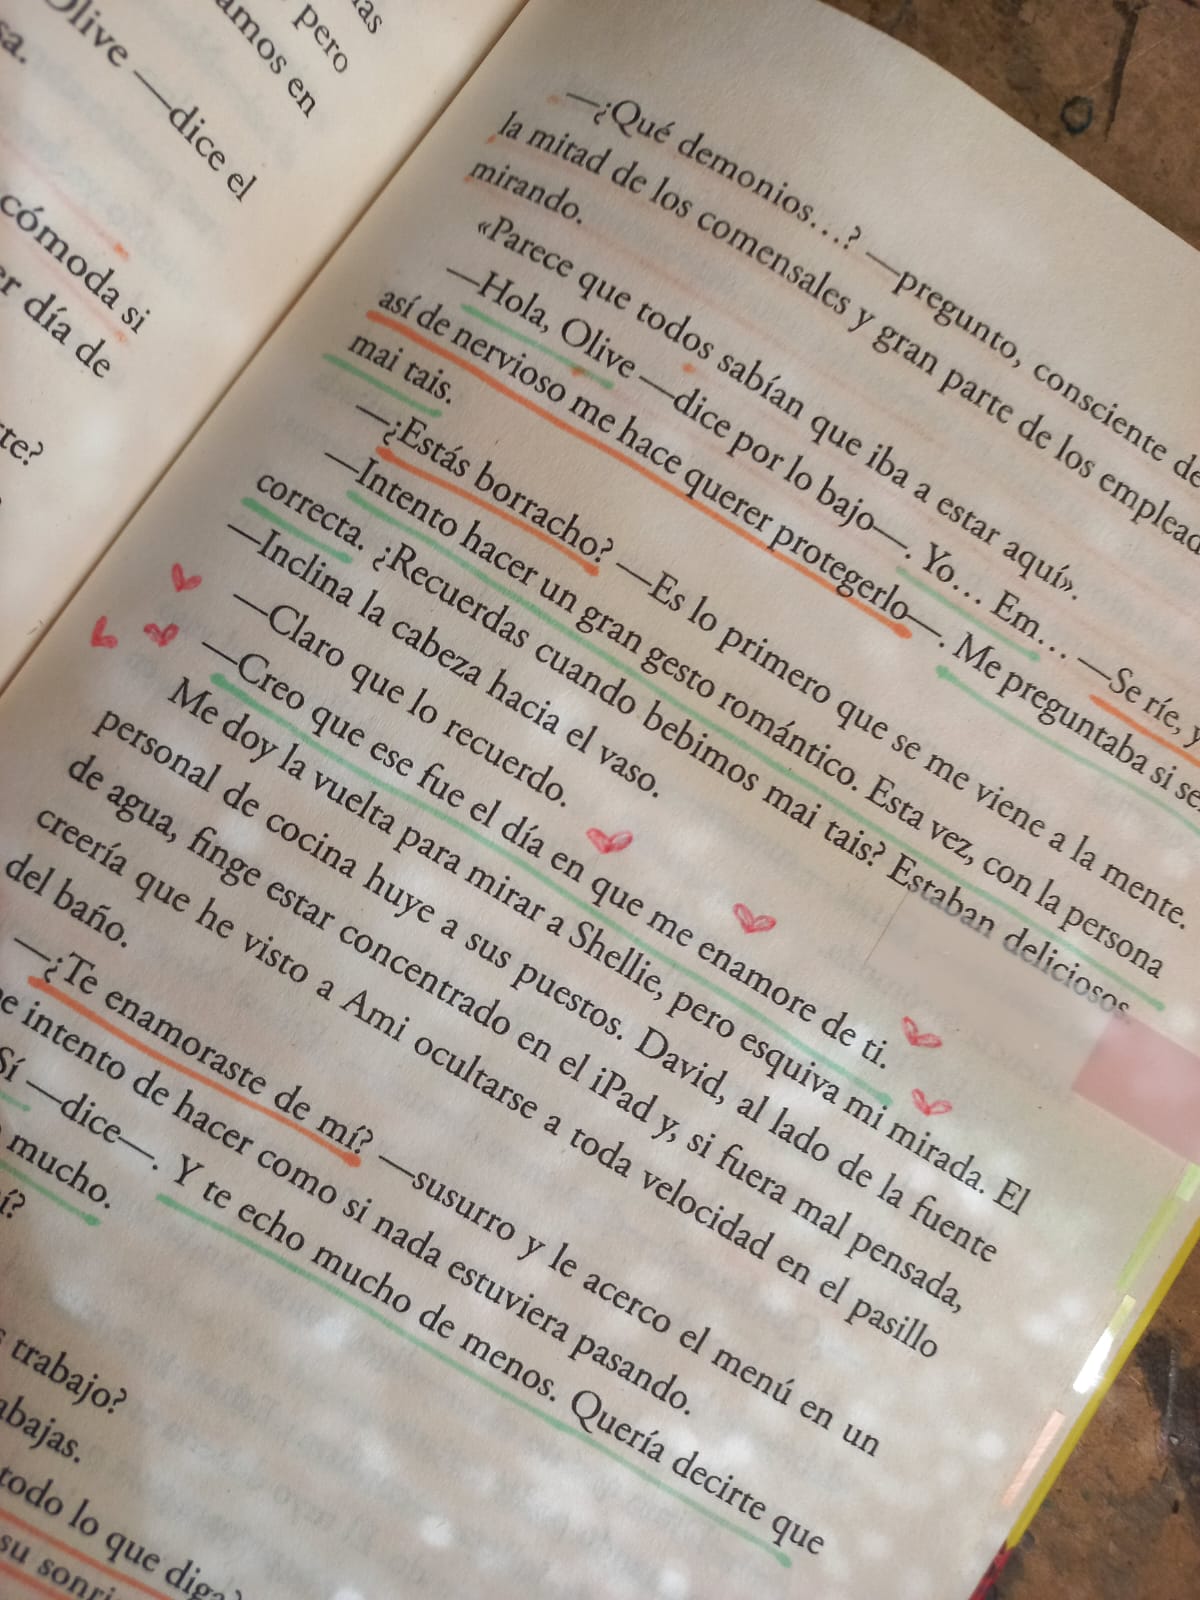 las
pero
amos en
Olive —dice el
sa.
cómoda si
er día de
te?
—¿Qué demonios…? —pregunto, consciente de
la mitad de los comensales y gran parte de los emplead
mirando.
«Parece que todos sabían que iba a estar aquí».
—Hola, Olive —dice por lo bajo—. Yo… Em… —Se ríe, y
así de nervioso me hace querer protegerlo—. Me preguntaba si se
mai tais.
—¿Estás borracho? —Es lo primero que se me viene a la mente.
—Intento hacer un gran gesto romántico. Esta vez, con la persona
correcta. ¿Recuerdas cuando bebimos mai tais? Estaban deliciosos.
—Inclina la cabeza hacia el vaso.
—Claro que lo recuerdo.
—Creo que ese fue el día en que me enamore de ti.
Me doy la vuelta para mirar a Shellie, pero esquiva mi mirada. El
personal de cocina huye a sus puestos. David, al lado de la fuente
de agua, finge estar concentrado en el iPad y, si fuera mal pensada,
creería que he visto a Ami ocultarse a toda velocidad en el pasillo
del baño.
—¿Te enamoraste de mí? —susurro y le acerco el menú en un
e intento de hacer como si nada estuviera pasando.
Sí —dice—. Y te echo mucho de menos. Quería decirte que
mucho.
í?
trabajo?
abajas.
todo lo que diga?
su sonri